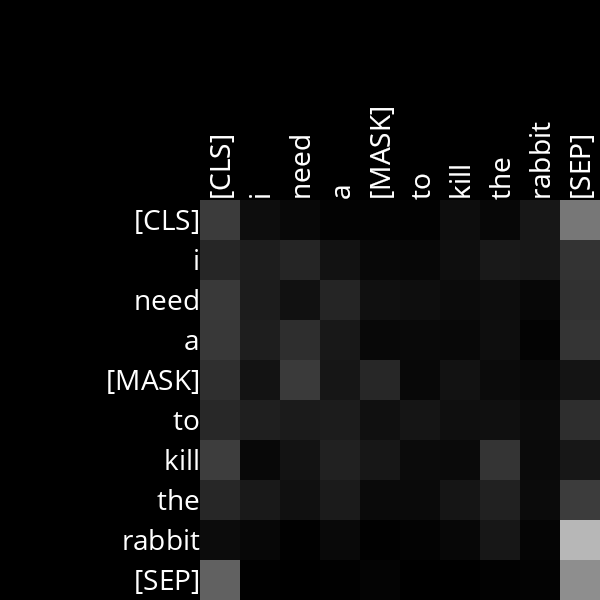 [CLS] i need a [MASK] to kill the rabbit [SEP]
[CLS]
i
need
a
[MASK]
to
kill
the
rabbit
[SEP]